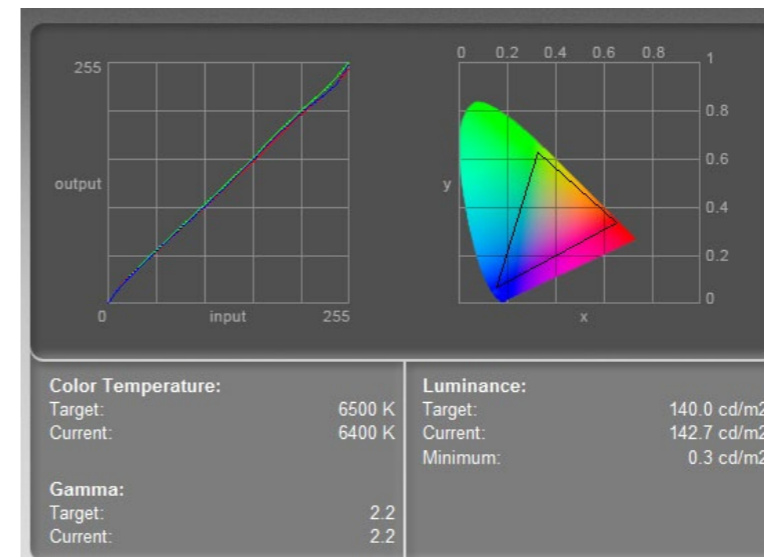 255
output
0 input 255
0 0.2 0.4 0.6 0.8 1
0.8
0.6
y
0.4
0.2
0
x
Color Temperature:
Target: 6500 K
Current: 6400 K
Gamma:
Target: 2.2
Current: 2.2
Luminance:
Target: 140.0 cd/m2
Current: 142.7 cd/m2
Minimum: 0.3 cd/m2